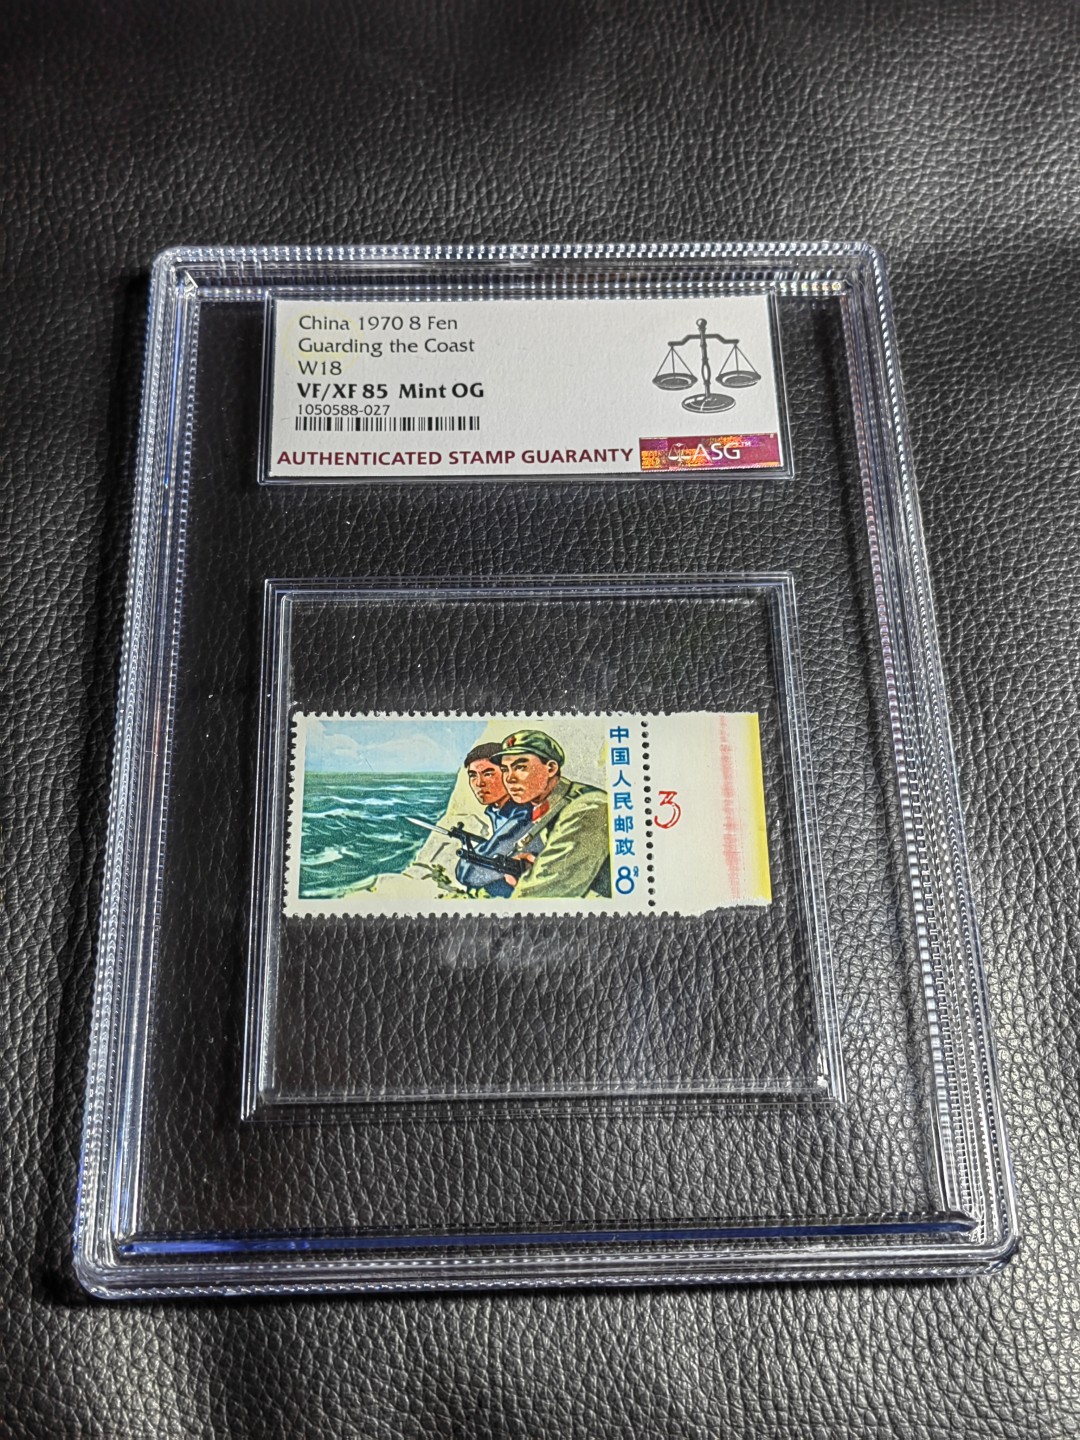 China 1970 8 Fen
Guarding the Coast
W18
VF/XF 85 Mint OG
1050588-027
AUTHENTICATED STAMP GUARANTY
ASG™
中国人民邮政
8分
3